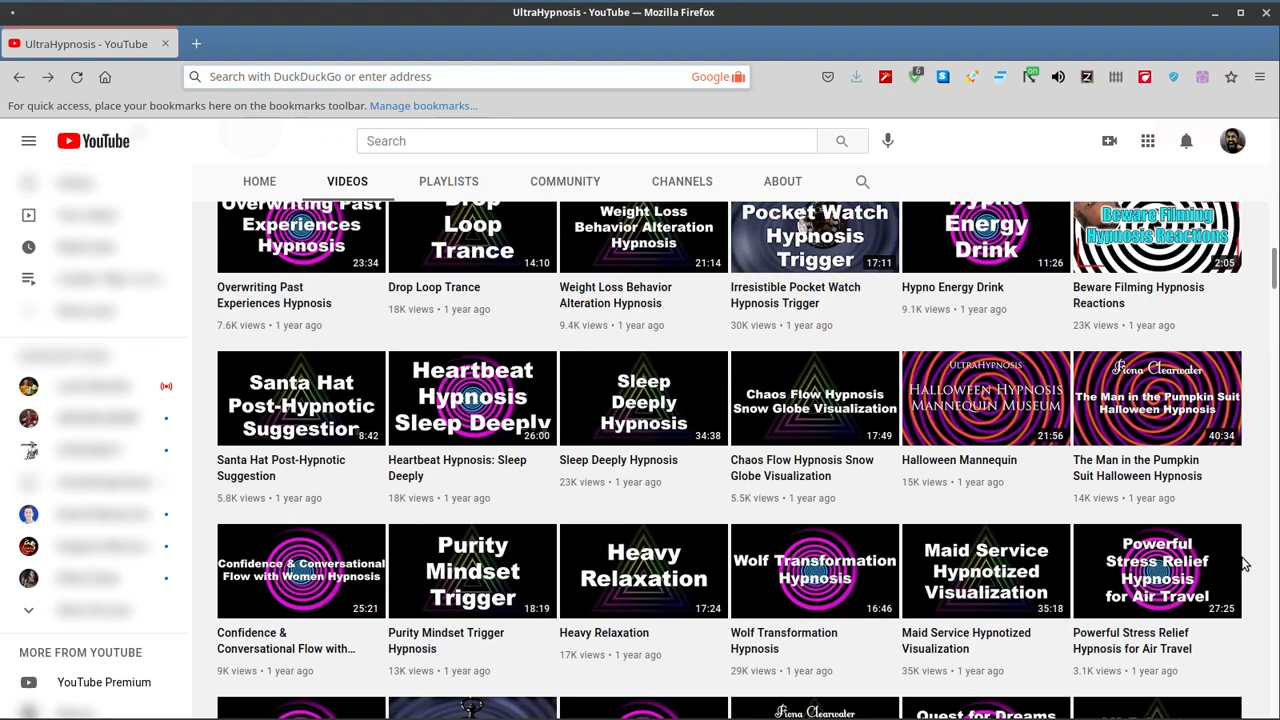 UltraHypnosis - YouTube — Mozilla Firefox
UltraHypnosis - YouTube
Search with DuckDuckGo or enter address
Google
6
on
For quick access, place your bookmarks here on the bookmarks toolbar. Manage bookmarks...
YouTube
Search
HOME
VIDEOS
PLAYLISTS
COMMUNITY
CHANNELS
ABOUT
Overwriting Past
Experiences
Hypnosis
23:34
Drop
Loop
Trance
14:10
Weight Loss
Behavior Alteration
Hypnosis
21:14
Pocket Watch
Hypnosis
Trigger
17:11
Hypno
Energy
Drink
11:26
Beware Filming
Hypnosis Reactions
2:05
Overwriting Past
Experiences Hypnosis
7.6K views • 1 year ago
Drop Loop Trance
18K views • 1 year ago
Weight Loss Behavior
Alteration Hypnosis
9.4K views • 1 year ago
Irresistible Pocket Watch
Hypnosis Trigger
30K views • 1 year ago
Hypno Energy Drink
9.1K views • 1 year ago
Beware Filming Hypnosis
Reactions
23K views • 1 year ago
Santa Hat
Post-Hypnotic
Suggestion
8:42
Heartbeat
Hypnosis
Sleep Deeply
26:00
Sleep
Deeply
Hypnosis
34:38
Chaos Flow Hypnosis
Snow Globe Visualization
17:49
UltraHypnosis
Halloween Hypnosis
Mannequin Museum
21:56
Fiona Clearwater
The Man in the Pumpkin Suit
Halloween Hypnosis
40:34
Santa Hat Post-Hypnotic
Suggestion
5.8K views • 1 year ago
Heartbeat Hypnosis: Sleep
Deeply
18K views • 1 year ago
Sleep Deeply Hypnosis
23K views • 1 year ago
Chaos Flow Hypnosis Snow
Globe Visualization
5.5K views • 1 year ago
Halloween Mannequin
15K views • 1 year ago
The Man in the Pumpkin
Suit Halloween Hypnosis
14K views • 1 year ago
Confidence & Conversational
Flow with Women Hypnosis
25:21
Purity
Mindset
Trigger
18:19
Heavy
Relaxation
17:24
Wolf Transformation
Hypnosis
16:46
Maid Service
Hypnotized
Visualization
35:18
Powerful
Stress Relief
Hypnosis
for Air Travel
27:25
Confidence &
Conversational Flow with...
9K views • 1 year ago
Purity Mindset Trigger
Hypnosis
13K views • 1 year ago
Heavy Relaxation
17K views • 1 year ago
Wolf Transformation
Hypnosis
29K views • 1 year ago
Maid Service Hypnotized
Visualization
35K views • 1 year ago
Powerful Stress Relief
Hypnosis for Air Travel
3.1K views • 1 year ago
MORE FROM YOUTUBE
YouTube Premium
Fiona Clearwater
Quest for Dreams